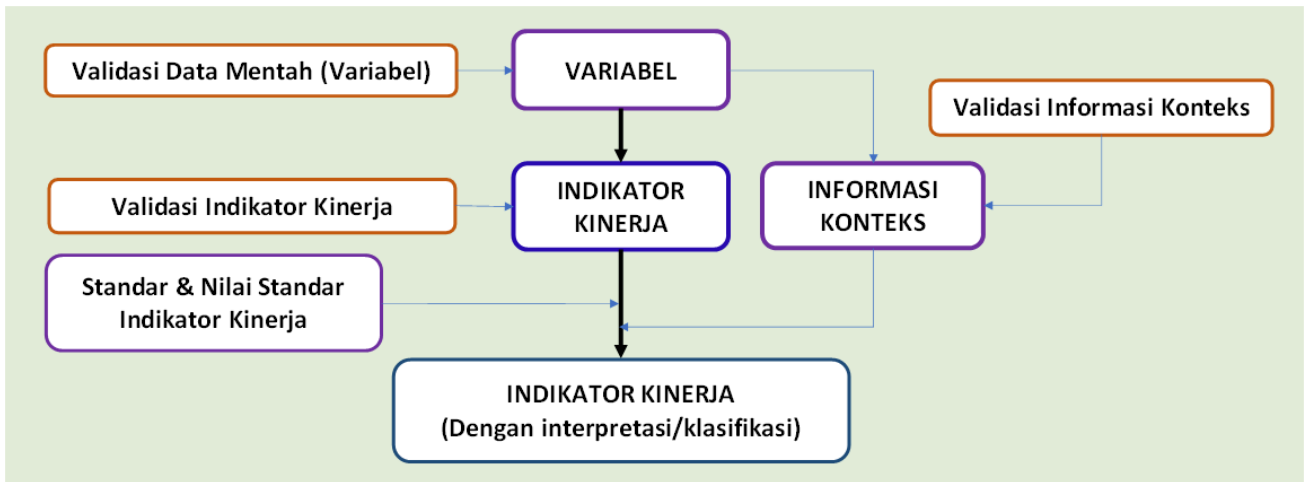 Validasi Data Mentah (Variabel)
VARIABEL
Validasi Informasi Konteks
Validasi Indikator Kinerja
INDIKATOR
KINERJA
INFORMASI
KONTEKS
Standar & Nilai Standar
Indikator Kinerja
INDIKATOR KINERJA
(Dengan interpretasi/klasifikasi)